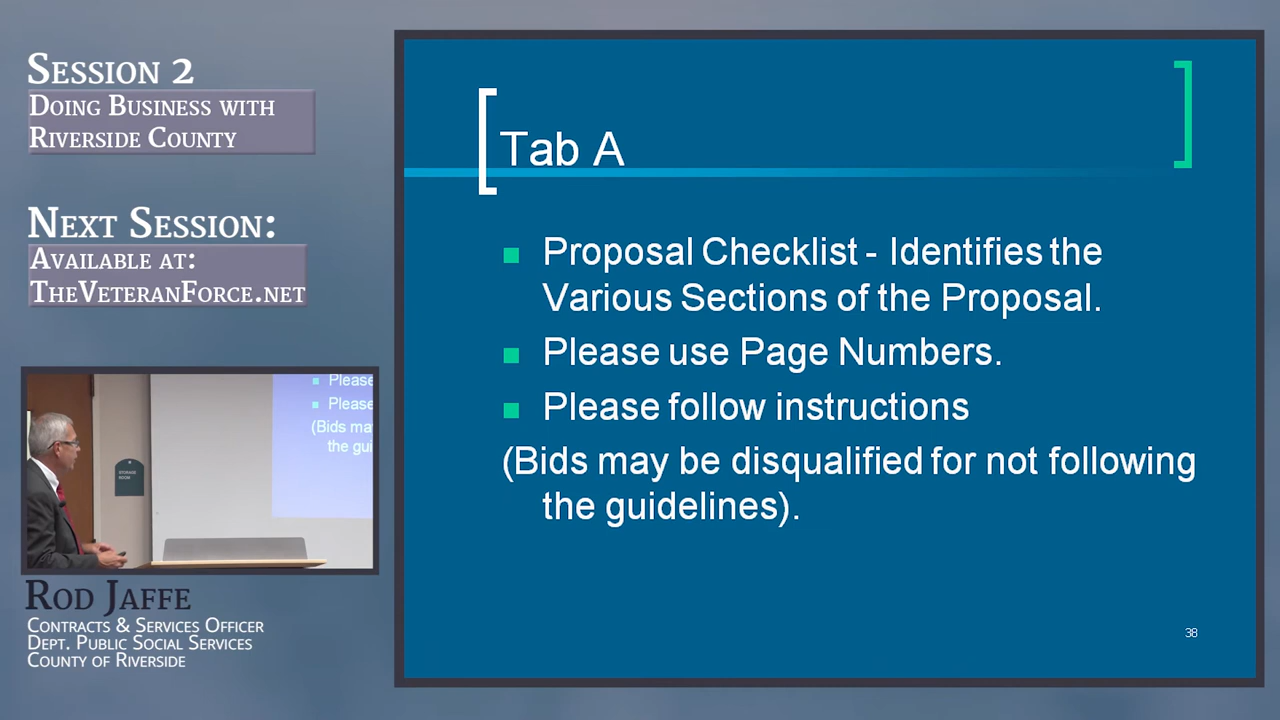 Session 2
Doing Business with
Riverside County
Next Session:
Available at:
TheVeteranForce.net
Please
Please
(Bids may
the gui
STORAGE
ROOM
Rod Jaffe
Contracts & Services Officer
Dept. Public Social Services
County of Riverside
Tab A
Proposal Checklist - Identifies the
Various Sections of the Proposal.
Please use Page Numbers.
Please follow instructions
(Bids may be disqualified for not following
the guidelines).
38